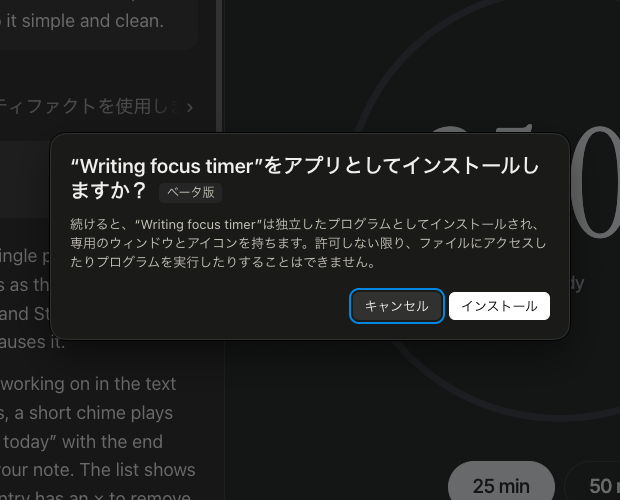 it simple and clean.
ティファクトを使用しま
“Writing focus timer”をアプリとしてインストールし
ますか？ ベータ版
続けると、“Writing focus timer”は独立したプログラムとしてインストールされ、
専用のウィンドウとアイコンを持ちます。許可しない限り、ファイルにアクセスし
たりプログラムを実行したりすることはできません。
キャンセル インストール
ingle
as th
and St
auses it.
working on in the text
a short chime plays
today” with the end
your note. The list shows
entry has an × to remove
25 min 50